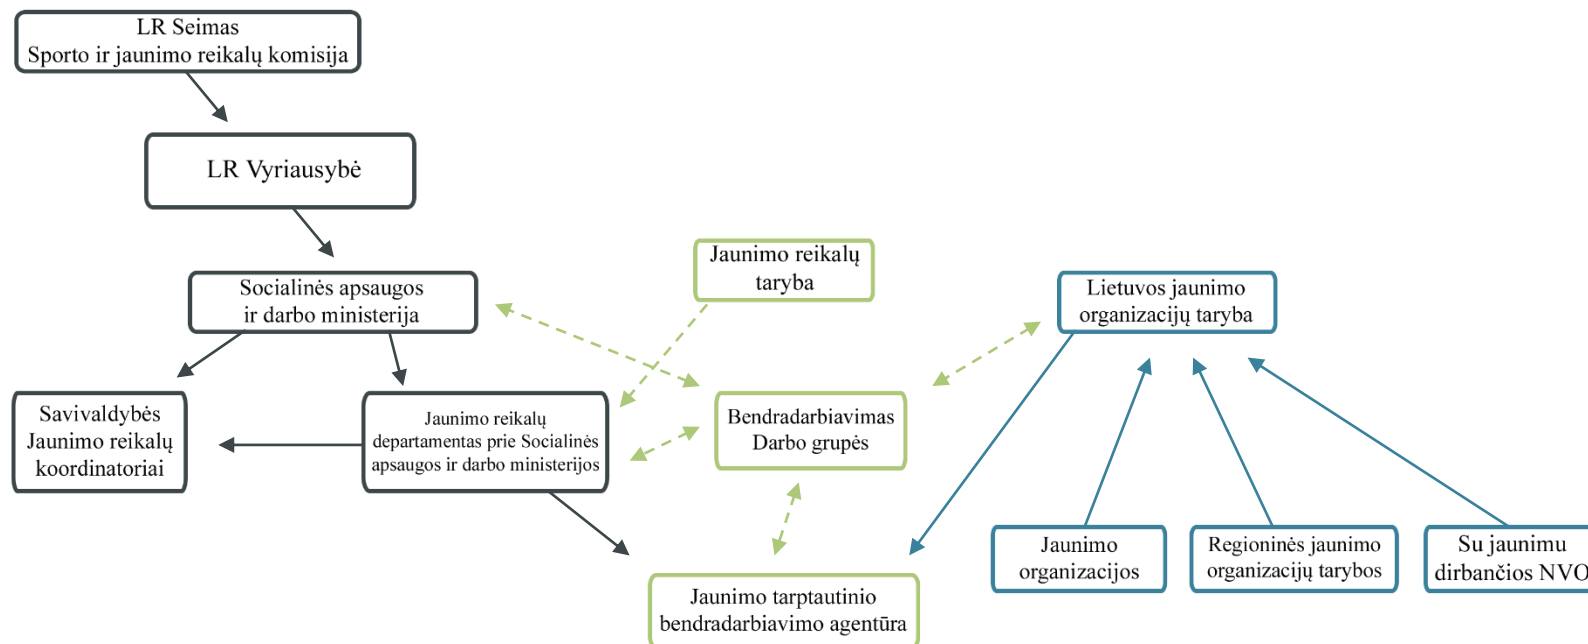 LR Seimas
Sporto ir jaunimo reikalų komisija
LR Vyriausybė
Socialinės apsaugos
ir darbo ministerija
Jaunimo reikalų
taryba
Lietuvos jaunimo
organizacijų taryba
Savivaldybės
Jaunimo reikalų
koordinatoriai
Jaunimo reikalų
departamentas prie Socialinės
apsaugos ir darbo ministerijos
Bendradarbiavimas
Darbo grupės
Jaunimo
organizacijos
Regioninės jaunimo
organizacijų tarybos
Su jaunimu
dirbančios NVO
Jaunimo tarptautinio
bendradarbiavimo agentūra